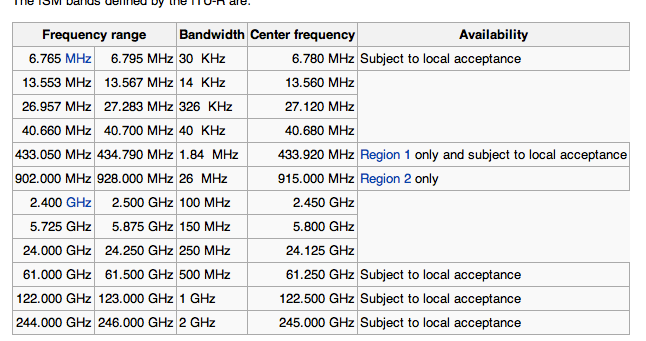 The ISM bands defined by the ITU-R are:
Frequency range Bandwidth Center frequency Availability
6.765 MHz 6.795 MHz 30 KHz 6.780 MHz Subject to local acceptance
13.553 MHz 13.567 MHz 14 KHz 13.560 MHz
26.957 MHz 27.283 MHz 326 KHz 27.120 MHz
40.660 MHz 40.700 MHz 40 KHz 40.680 MHz
433.050 MHz 434.790 MHz 1.84 MHz 433.920 MHz Region 1 only and subject to local acceptance
902.000 MHz 928.000 MHz 26 MHz 915.000 MHz Region 2 only
2.400 GHz 2.500 GHz 100 MHz 2.450 GHz
5.725 GHz 5.875 GHz 150 MHz 5.800 GHz
24.000 GHz 24.250 GHz 250 MHz 24.125 GHz
61.000 GHz 61.500 GHz 500 MHz 61.250 GHz Subject to local acceptance
122.000 GHz 123.000 GHz 1 GHz 122.500 GHz Subject to local acceptance
244.000 GHz 246.000 GHz 2 GHz 245.000 GHz Subject to local acceptance